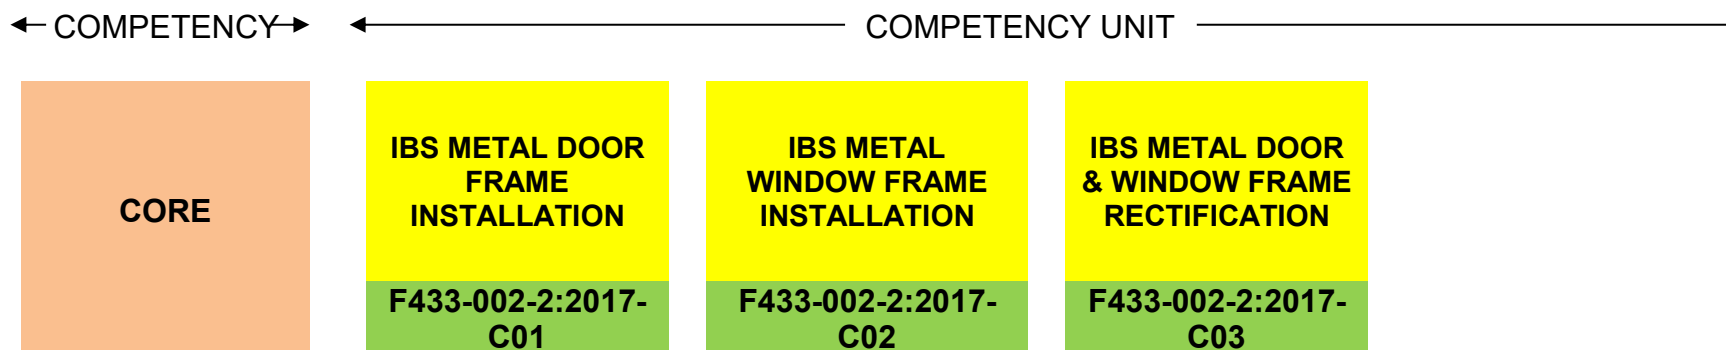 COMPETENCY
COMPETENCY UNIT
CORE
IBS METAL DOOR
FRAME
INSTALLATION
F433-002-2:2017-
C01
IBS METAL
WINDOW FRAME
INSTALLATION
F433-002-2:2017-
C02
IBS METAL DOOR
& WINDOW FRAME
RECTIFICATION
F433-002-2:2017-
C03